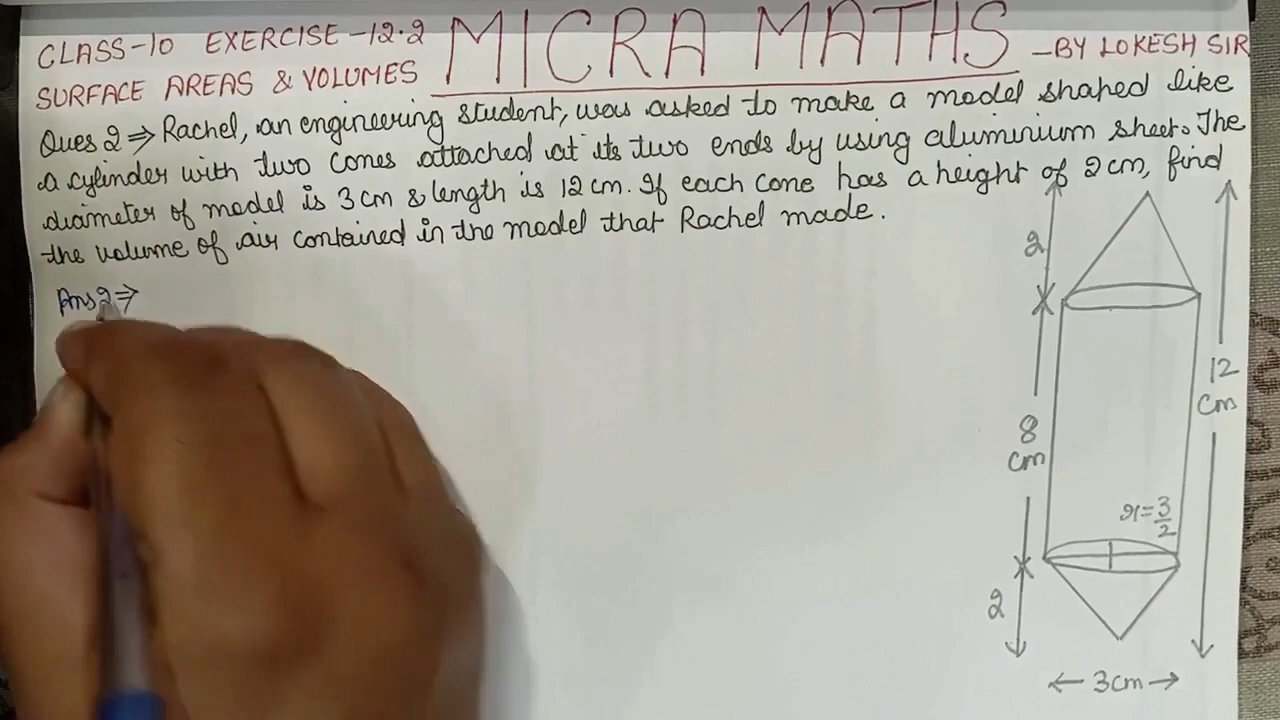 CLASS-10 EXERCISE-12.2 MICRA MATHS -BY LOKESH SIR
SURFACE AREAS & VOLUMES
Ques 2 ⇒ Rachel, an engineering student, was asked to make a model shaped like
a cylinder with two cones attached at its two ends by using aluminium sheet. The
diameter of model is 3 cm & length is 12 cm. If each cone has a height of 2 cm, find
the volume of air contained in the model that Rachel made.
Ans 2 ⇒
2
12
cm
8
cm
r=3/2
2
← 3cm →